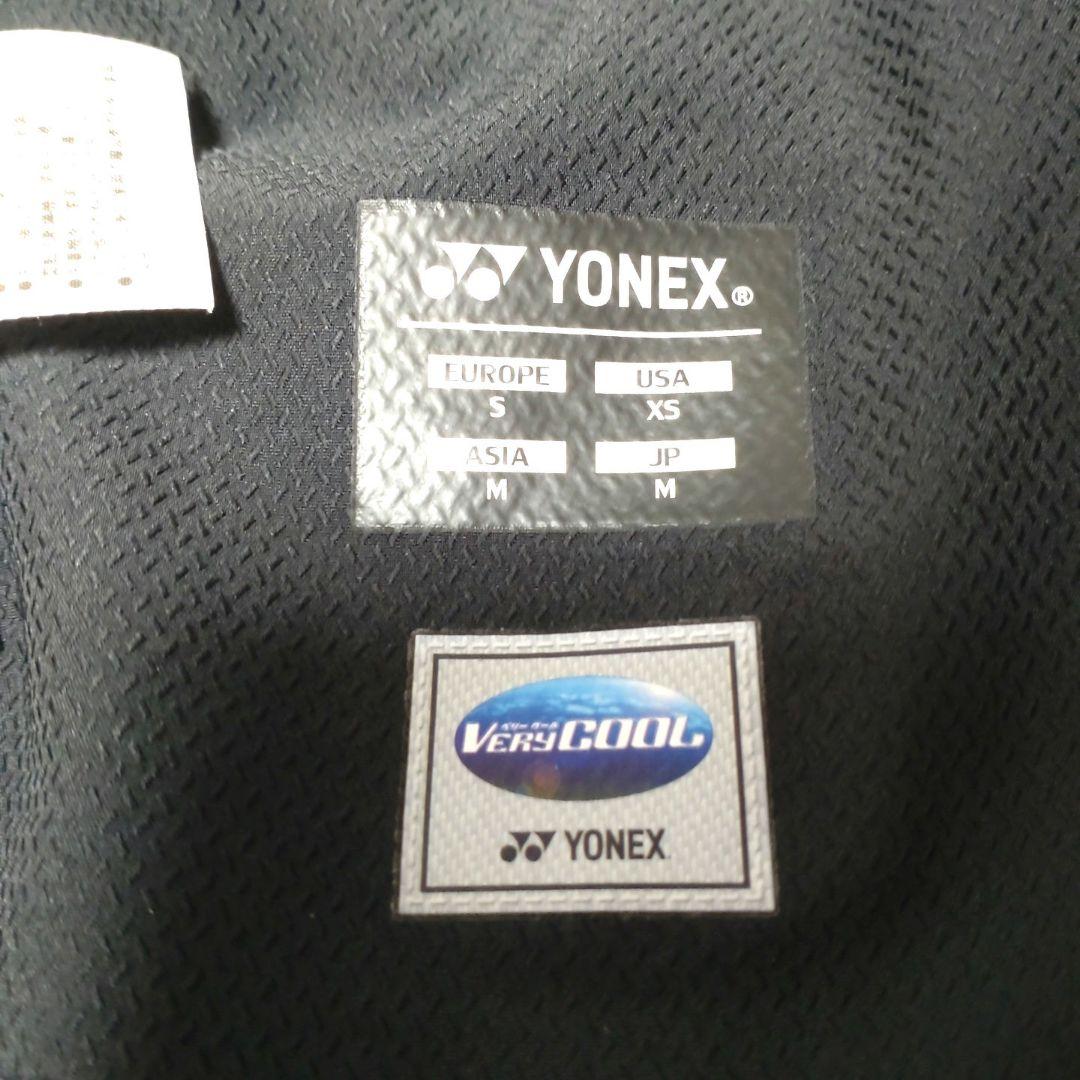 YONEX®
EUROPE USA
S XS
ASIA JP
M M
ベリークール
VERYCOOL
YONEX